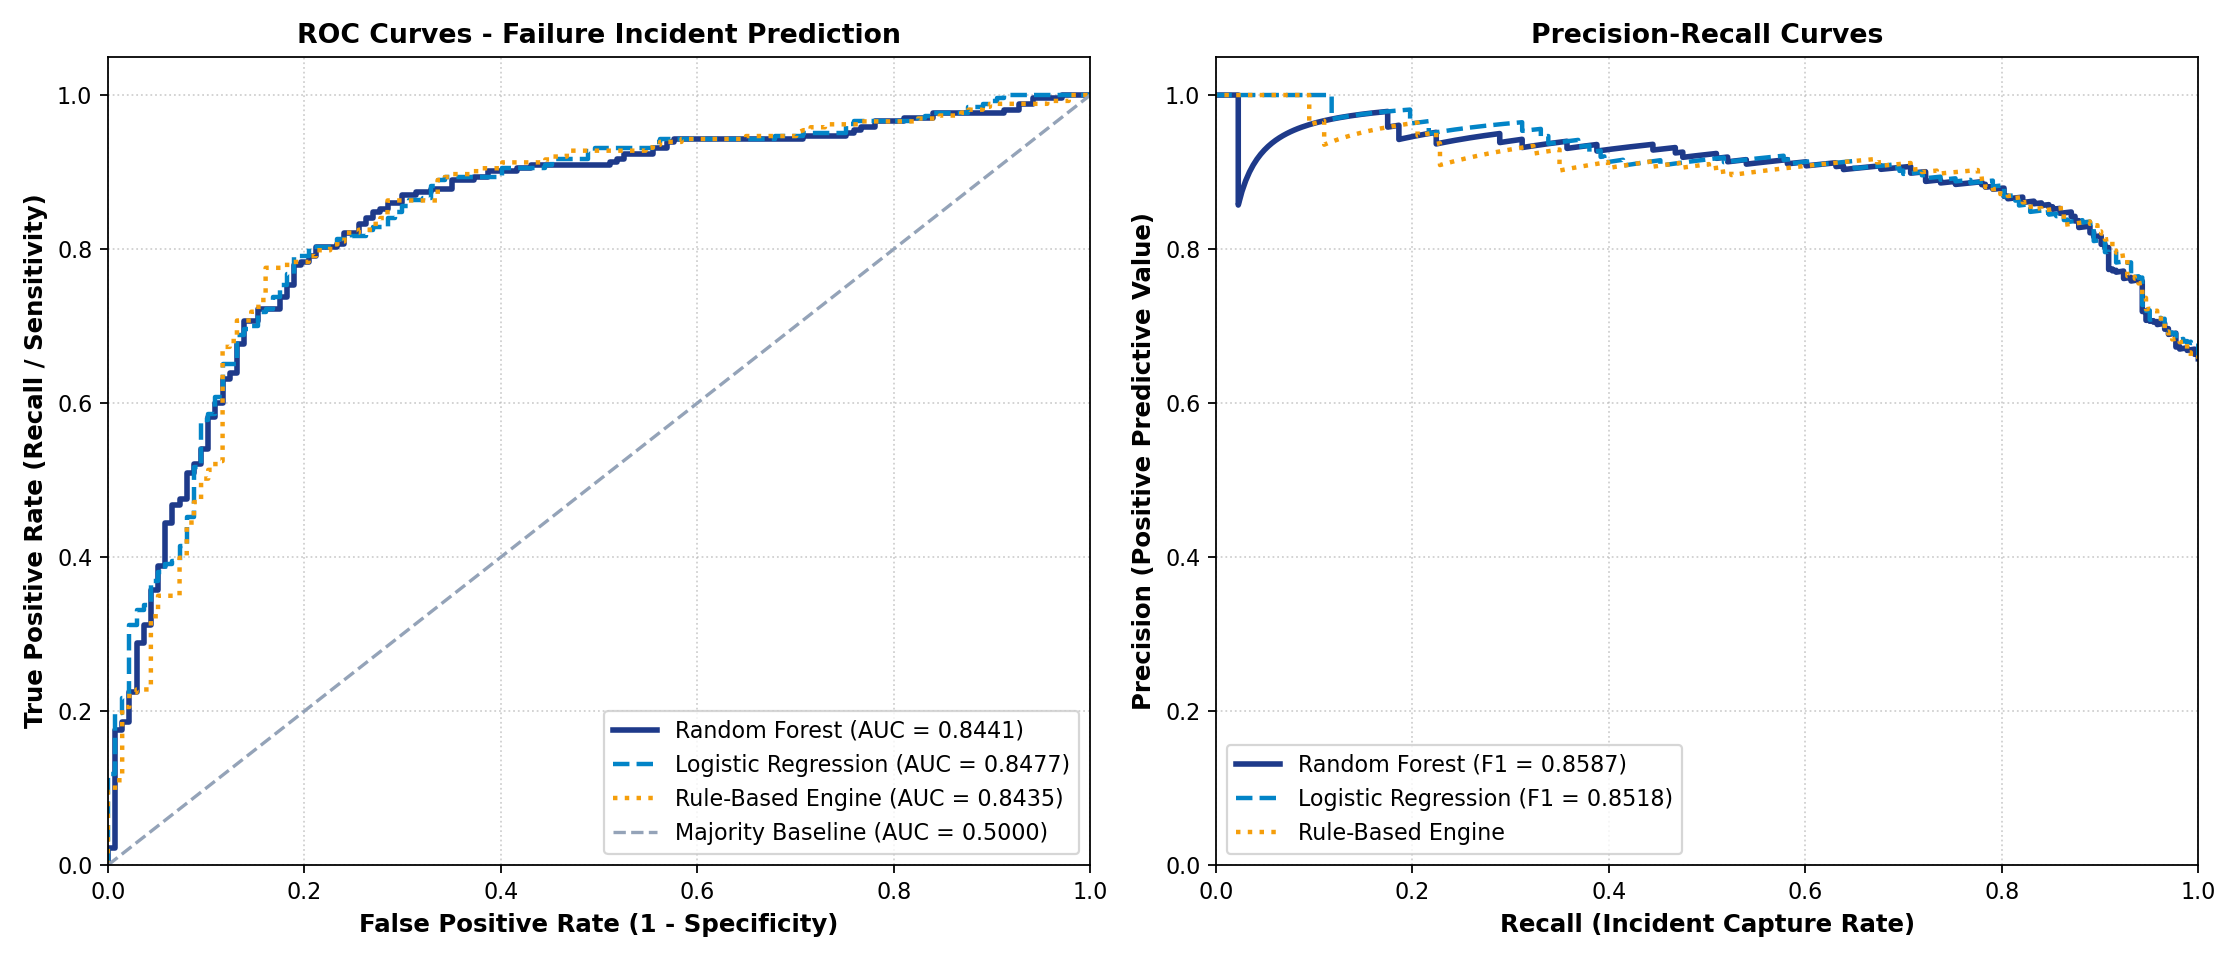 ROC Curves - Failure Incident Prediction
True Positive Rate (Recall / Sensitivity)
1.0
0.8
0.6
0.4
0.2
0.0
Random Forest (AUC = 0.8441)
Logistic Regression (AUC = 0.8477)
Rule-Based Engine (AUC = 0.8435)
Majority Baseline (AUC = 0.5000)
0.0 0.2 0.4 0.6 0.8 1.0
False Positive Rate (1 - Specificity)
Precision-Recall Curves
Precision (Positive Predictive Value)
1.0
0.8
0.6
0.4
0.2
0.0
Random Forest (F1 = 0.8587)
Logistic Regression (F1 = 0.8518)
Rule-Based Engine
0.0 0.2 0.4 0.6 0.8 1.0
Recall (Incident Capture Rate)